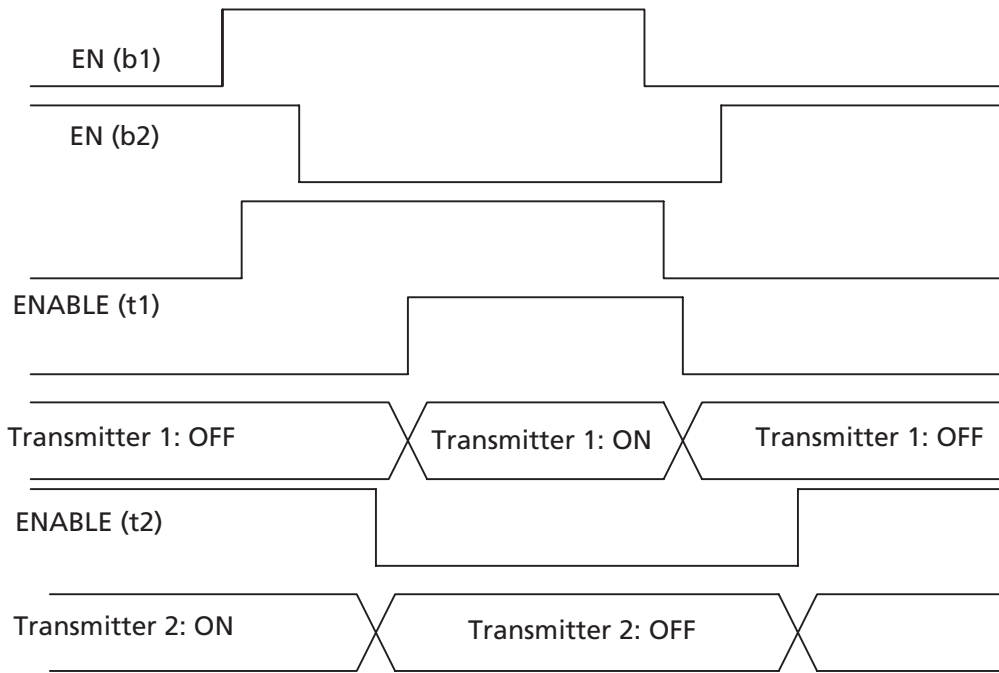 EN (b1)
EN (b2)
ENABLE (t1)
Transmitter 1: OFF Transmitter 1: ON Transmitter 1: OFF
ENABLE (t2)
Transmitter 2: ON Transmitter 2: OFF